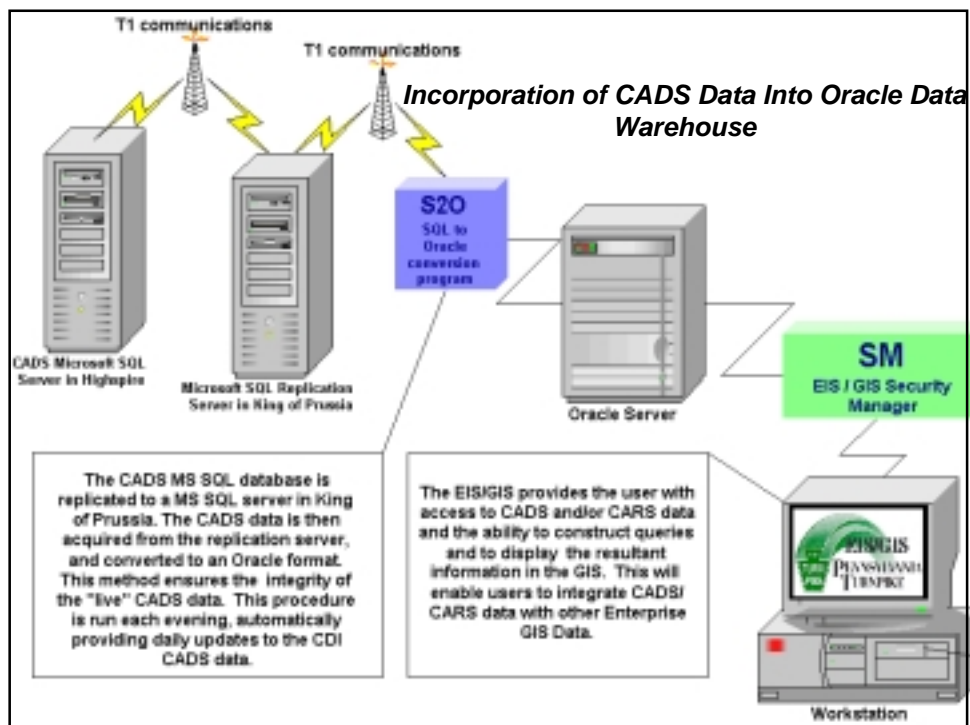 T1 communications
T1 communications
Incorporation of CADS Data Into Oracle Data
Warehouse
S2O
SQL to
Oracle
conversion
program
CADS Microsoft SQL
Server in Highspire
Microsoft SQL Replication
Server in King of Prussia
Oracle Server
SM
EIS / GIS Security
Manager
The CADS MS SQL database is
replicated to a MS SQL server in King
of Prussia. The CADS data is then
acquired from the replication server,
and converted to an Oracle format.
This method ensures the integrity of
the "live" CADS data. This procedure
is run each evening, automatically
providing daily updates to the CDI
CADS data.
The EIS/GIS provides the user with
access to CADS and/or CARS data
and the ability to construct queries
and to display the resultant
information in the GIS. This will
enable users to integrate CADS/
CARS data with other Enterprise
GIS Data.
EIS/GIS
PENNSYLVANIA
TURNPIKE
Workstation